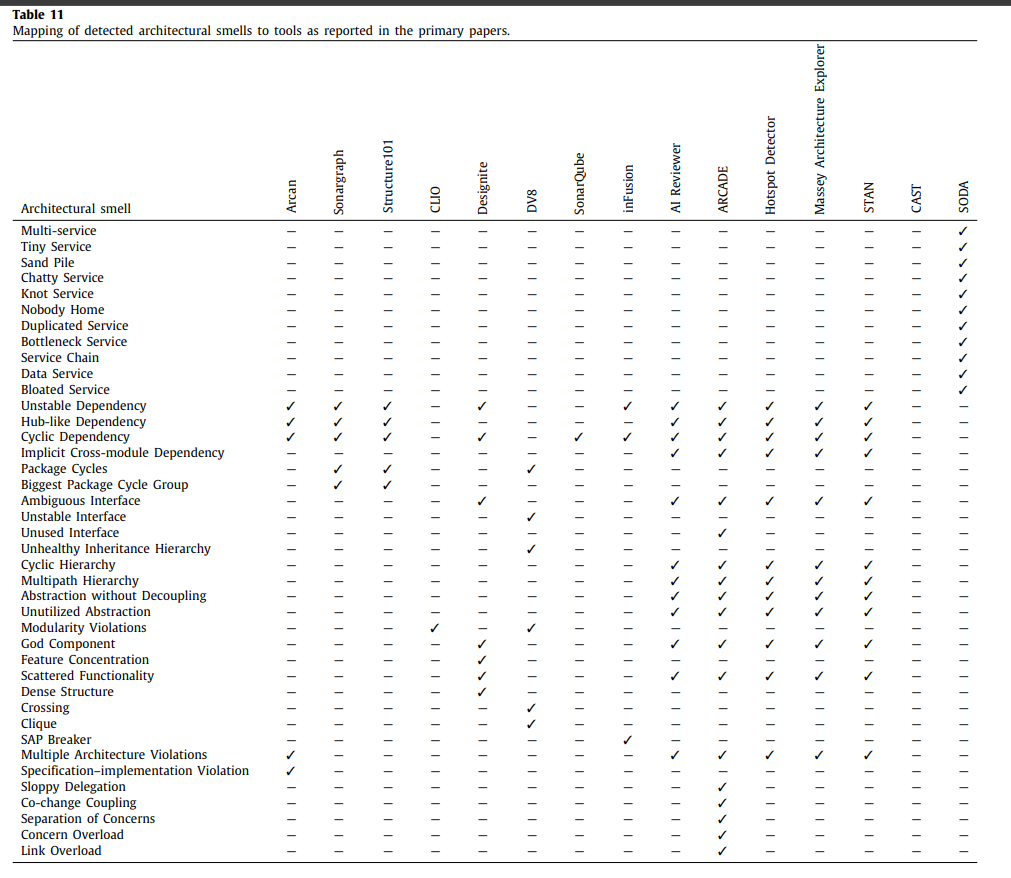 Table 11
Mapping of detected architectural smells to tools as reported in the primary papers.
Architectural smell Arcan Sonargraph Structure101 CLIO Designite DV8 SonarQube inFusion AI Reviewer ARCADE Hotspot Detector Massey Architecture Explorer STAN CAST SODA
Multi-service – – – – – – – – – – – – – – ✓
Tiny Service – – – – – – – – – – – – – – ✓
Sand Pile – – – – – – – – – – – – – – ✓
Chatty Service – – – – – – – – – – – – – – ✓
Knot Service – – – – – – – – – – – – – – ✓
Nobody Home – – – – – – – – – – – – – – ✓
Duplicated Service – – – – – – – – – – – – – – ✓
Bottleneck Service – – – – – – – – – – – – – – ✓
Service Chain – – – – – – – – – – – – – – ✓
Data Service – – – – – – – – – – – – – – ✓
Bloated Service – – – – – – – – – – – – – – ✓
Unstable Dependency ✓ ✓ ✓ – ✓ – – ✓ ✓ ✓ ✓ ✓ ✓ – –
Hub-like Dependency ✓ ✓ ✓ – – – – – ✓ ✓ ✓ ✓ ✓ – –
Cyclic Dependency ✓ ✓ ✓ – ✓ – ✓ ✓ ✓ ✓ ✓ ✓ ✓ – –
Implicit Cross-module Dependency – – – – – – – – ✓ ✓ ✓ ✓ ✓ – –
Package Cycles – ✓ ✓ – – ✓ – – – – – – – – –
Biggest Package Cycle Group – ✓ ✓ – – – – – – – – – – – –
Ambiguous Interface – – – – ✓ – – – ✓ ✓ ✓ ✓ ✓ – –
Unstable Interface – – – – – ✓ – – – – – – – – –
Unused Interface – – – – – – – – – ✓ – – – – –
Unhealthy Inheritance Hierarchy – – – – – ✓ – – – – – – – – –
Cyclic Hierarchy – – – – – – – – ✓ ✓ ✓ ✓ ✓ – –
Multipath Hierarchy – – – – – – – – ✓ ✓ ✓ ✓ ✓ – –
Abstraction without Decoupling – – – – – – – – ✓ ✓ ✓ ✓ ✓ – –
Unutilized Abstraction – – – – – – – – ✓ ✓ ✓ ✓ ✓ – –
Modularity Violations – – – ✓ – ✓ – – – – – – – – –
God Component – – – – ✓ – – – ✓ ✓ ✓ ✓ ✓ – –
Feature Concentration – – – – ✓ – – – – – – – – – –
Scattered Functionality – – – – ✓ – – – ✓ ✓ ✓ ✓ ✓ – –
Dense Structure – – – – ✓ – – – – – – – – – –
Crossing – – – – – ✓ – – – – – – – – –
Clique – – – – – ✓ – – – – – – – – –
SAP Breaker – – – – – – – ✓ – – – – – – –
Multiple Architecture Violations ✓ – – – – – – – ✓ ✓ ✓ ✓ ✓ – –
Specification–implementation Violation ✓ – – – – – – – – – – – – – –
Sloppy Delegation – – – – – – – – – ✓ – – – – –
Co-change Coupling – – – – – – – – – ✓ – – – – –
Separation of Concerns – – – – – – – – – ✓ – – – – –
Concern Overload – – – – – – – – – ✓ – – – – –
Link Overload – – – – – – – – – ✓ – – – – –